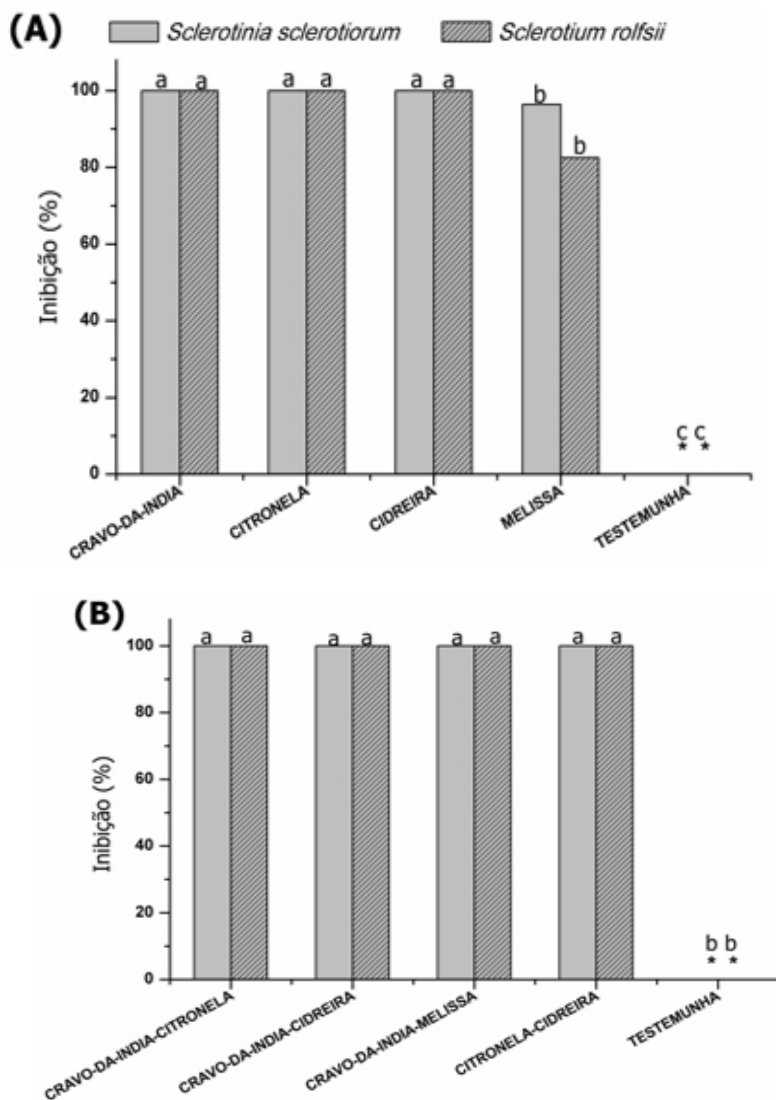 (A)
Sclerotinia sclerotiorum Sclerotium rolfsii
a a a a a a b b c c
* *
100
80
60
40
20
0
Inibição (%)
CRAVO-DA-INDIA CITRONELA CIDREIRA MELISSA TESTEMUNHA
(B)
a a a a a a a a b b
* *
100
80
60
40
20
0
Inibição (%)
CRAVO-DA-INDIA-CITRONELA CRAVO-DA-INDIA-CIDREIRA CRAVO-DA-INDIA-MELISSA CITRONELA-CIDREIRA TESTEMUNHA